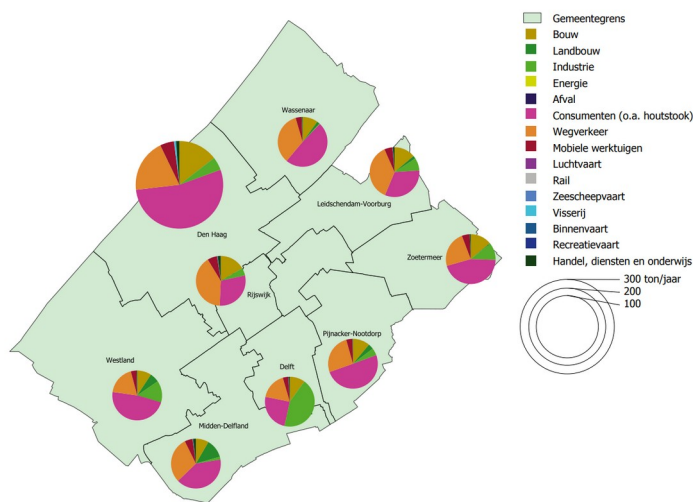 Gemeentegrens
Bouw
Landbouw
Industrie
Energie
Afval
Consumenten (o.a. houtstook)
Wegverkeer
Mobiele werktuigen
Luchtvaart
Rail
Zeescheepvaart
Visserij
Binnenvaart
Recreatievaart
Handel, diensten en onderwijs
300 ton/jaar
200
100
Wassenaar
Leidschendam-Voorburg
Den Haag
Zoetermeer
Rijswijk
Pijnacker-Nootdorp
Westland
Delft
Midden-Delfland